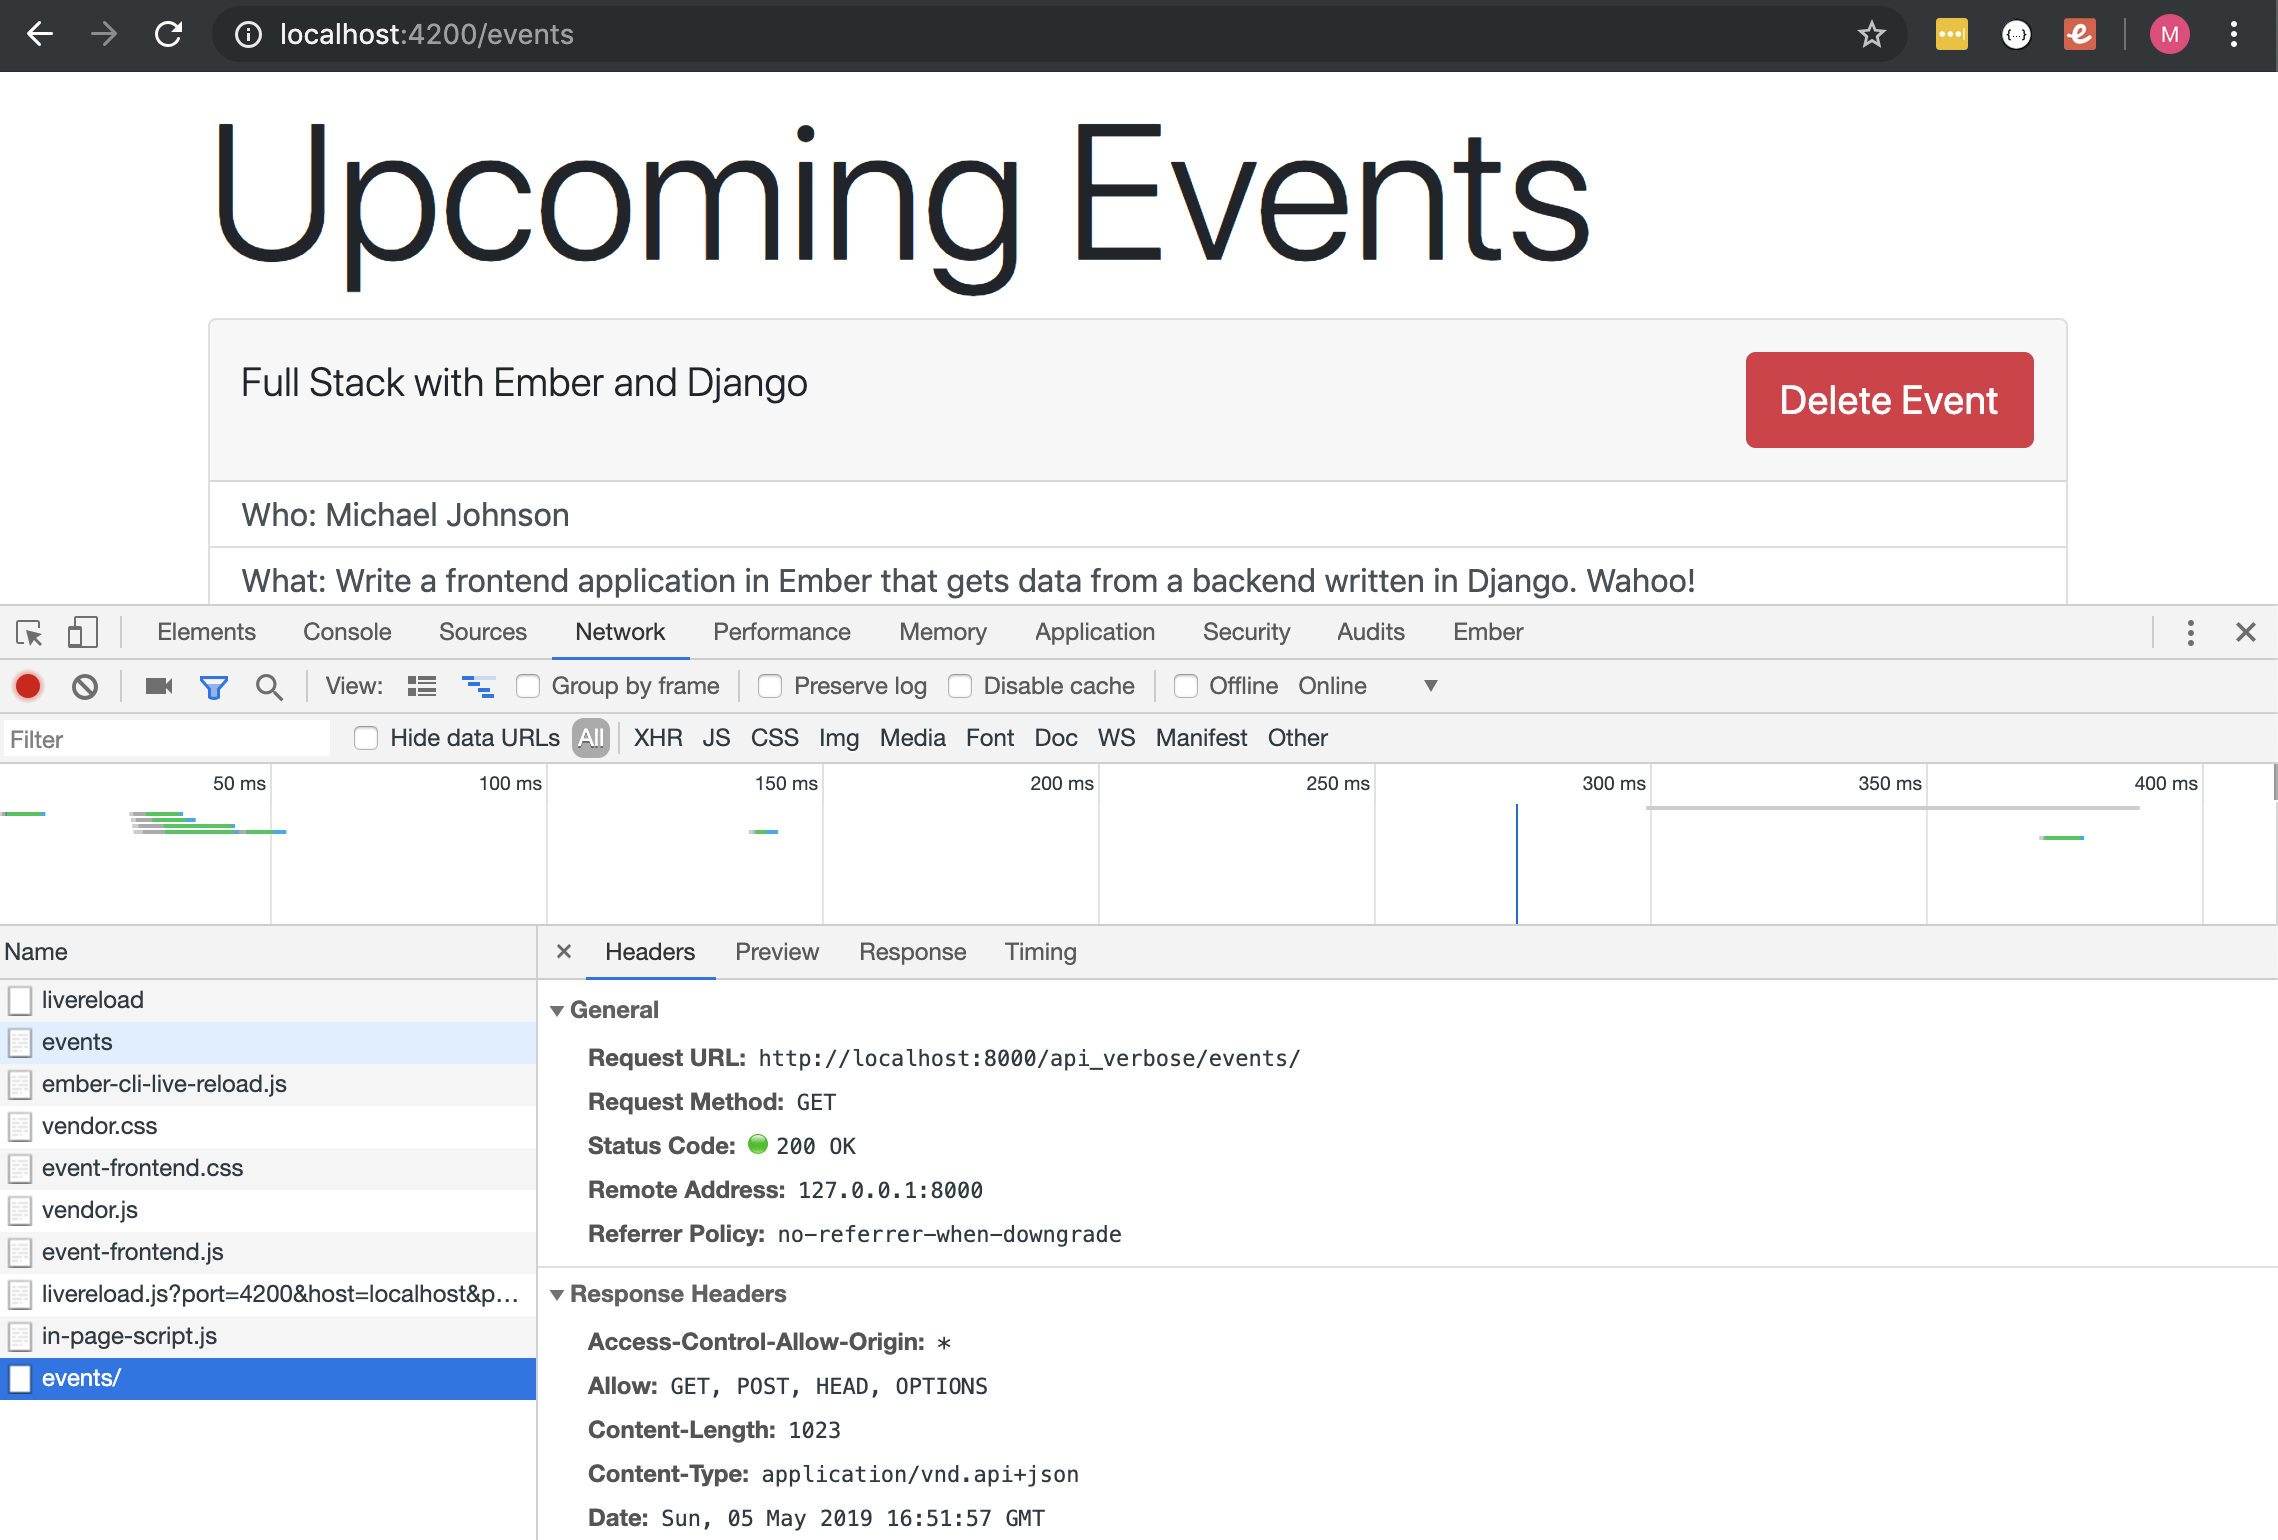 localhost:4200/events
M
Upcoming Events
Full Stack with Ember and Django
Delete Event
Who: Michael Johnson
What: Write a frontend application in Ember that gets data from a backend written in Django. Wahoo!
Elements Console Sources Network Performance Memory Application Security Audits Ember
View: Group by frame Preserve log Disable cache Offline Online
Filter Hide data URLs All XHR JS CSS Img Media Font Doc WS Manifest Other
50 ms 100 ms 150 ms 200 ms 250 ms 300 ms 350 ms 400 ms
Name
livereload
events
ember-cli-live-reload.js
vendor.css
event-frontend.css
vendor.js
event-frontend.js
livereload.js?port=4200&host=localhost&p...
in-page-script.js
events/
Headers Preview Response Timing
General
Request URL: http://localhost:8000/api_verbose/events/
Request Method: GET
Status Code: 200 OK
Remote Address: 127.0.0.1:8000
Referrer Policy: no-referrer-when-downgrade
Response Headers
Access-Control-Allow-Origin: *
Allow: GET, POST, HEAD, OPTIONS
Content-Length: 1023
Content-Type: application/vnd.api+json
Date: Sun, 05 May 2019 16:51:57 GMT